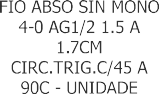 FIO ABSO SIN MONO
4-0 AG1/2 1.5 A
1.7CM
CIRC.TRIG.C/45 A
90C - UNIDADE